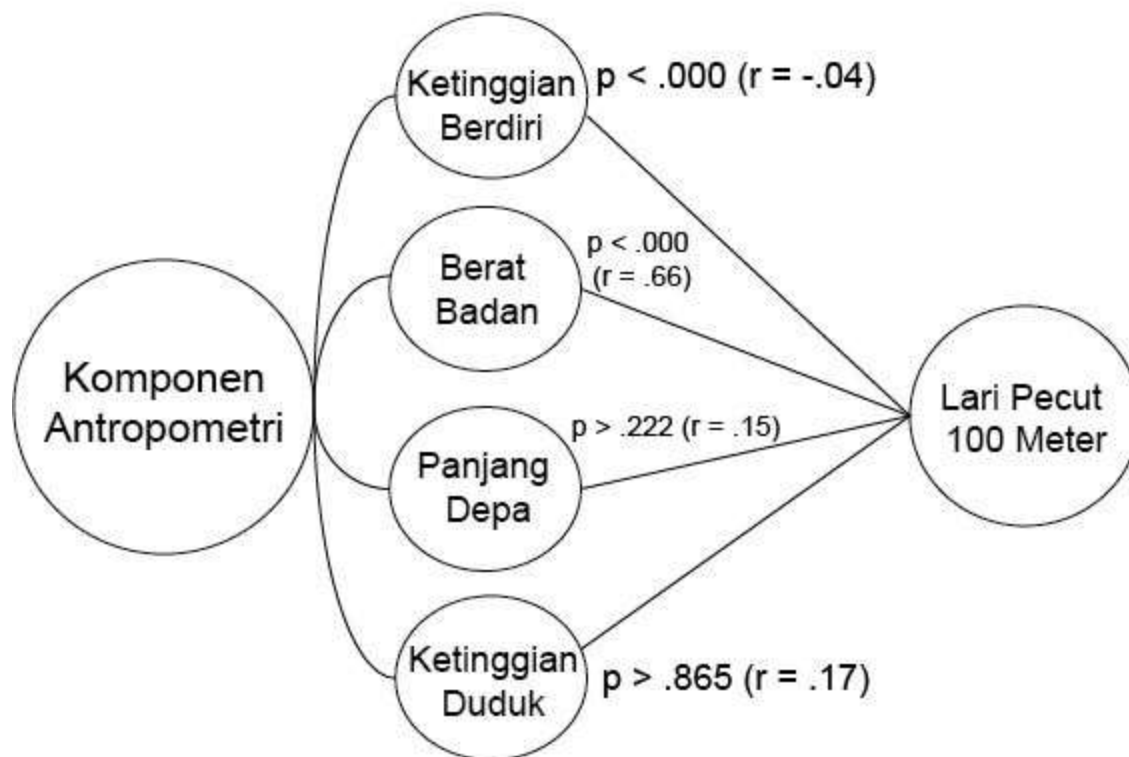 Ketinggian
Berdiri
p < .000 (r = -.04)
Berat
Badan
p < .000
(r = .66)
Komponen
Antropometri
Lari Pecut
100 Meter
Panjang
Depa
p > .222 (r = .15)
Ketinggian
Duduk
p > .865 (r = .17)